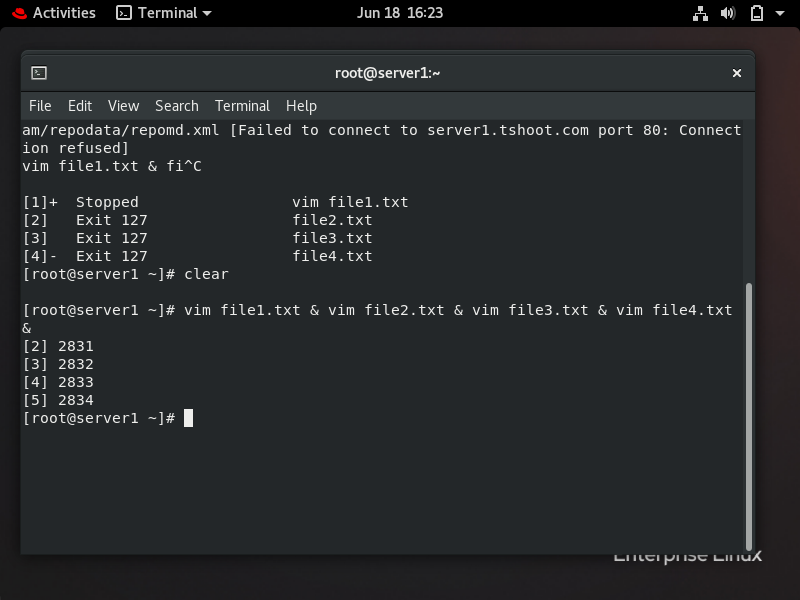 Activities Terminal Jun 18 16:23
root@server1:~
File Edit View Search Terminal Help
am/repodata/repomd.xml [Failed to connect to server1.tshoot.com port 80: Connect
ion refused]
vim file1.txt & fi^C
[1]+  Stopped                 vim file1.txt
[2]   Exit 127                file2.txt
[3]   Exit 127                file3.txt
[4]-  Exit 127                file4.txt
[root@server1 ~]# clear
[root@server1 ~]# vim file1.txt & vim file2.txt & vim file3.txt & vim file4.txt
&
[2] 2831
[3] 2832
[4] 2833
[5] 2834
[root@server1 ~]#
Enterprise Linux